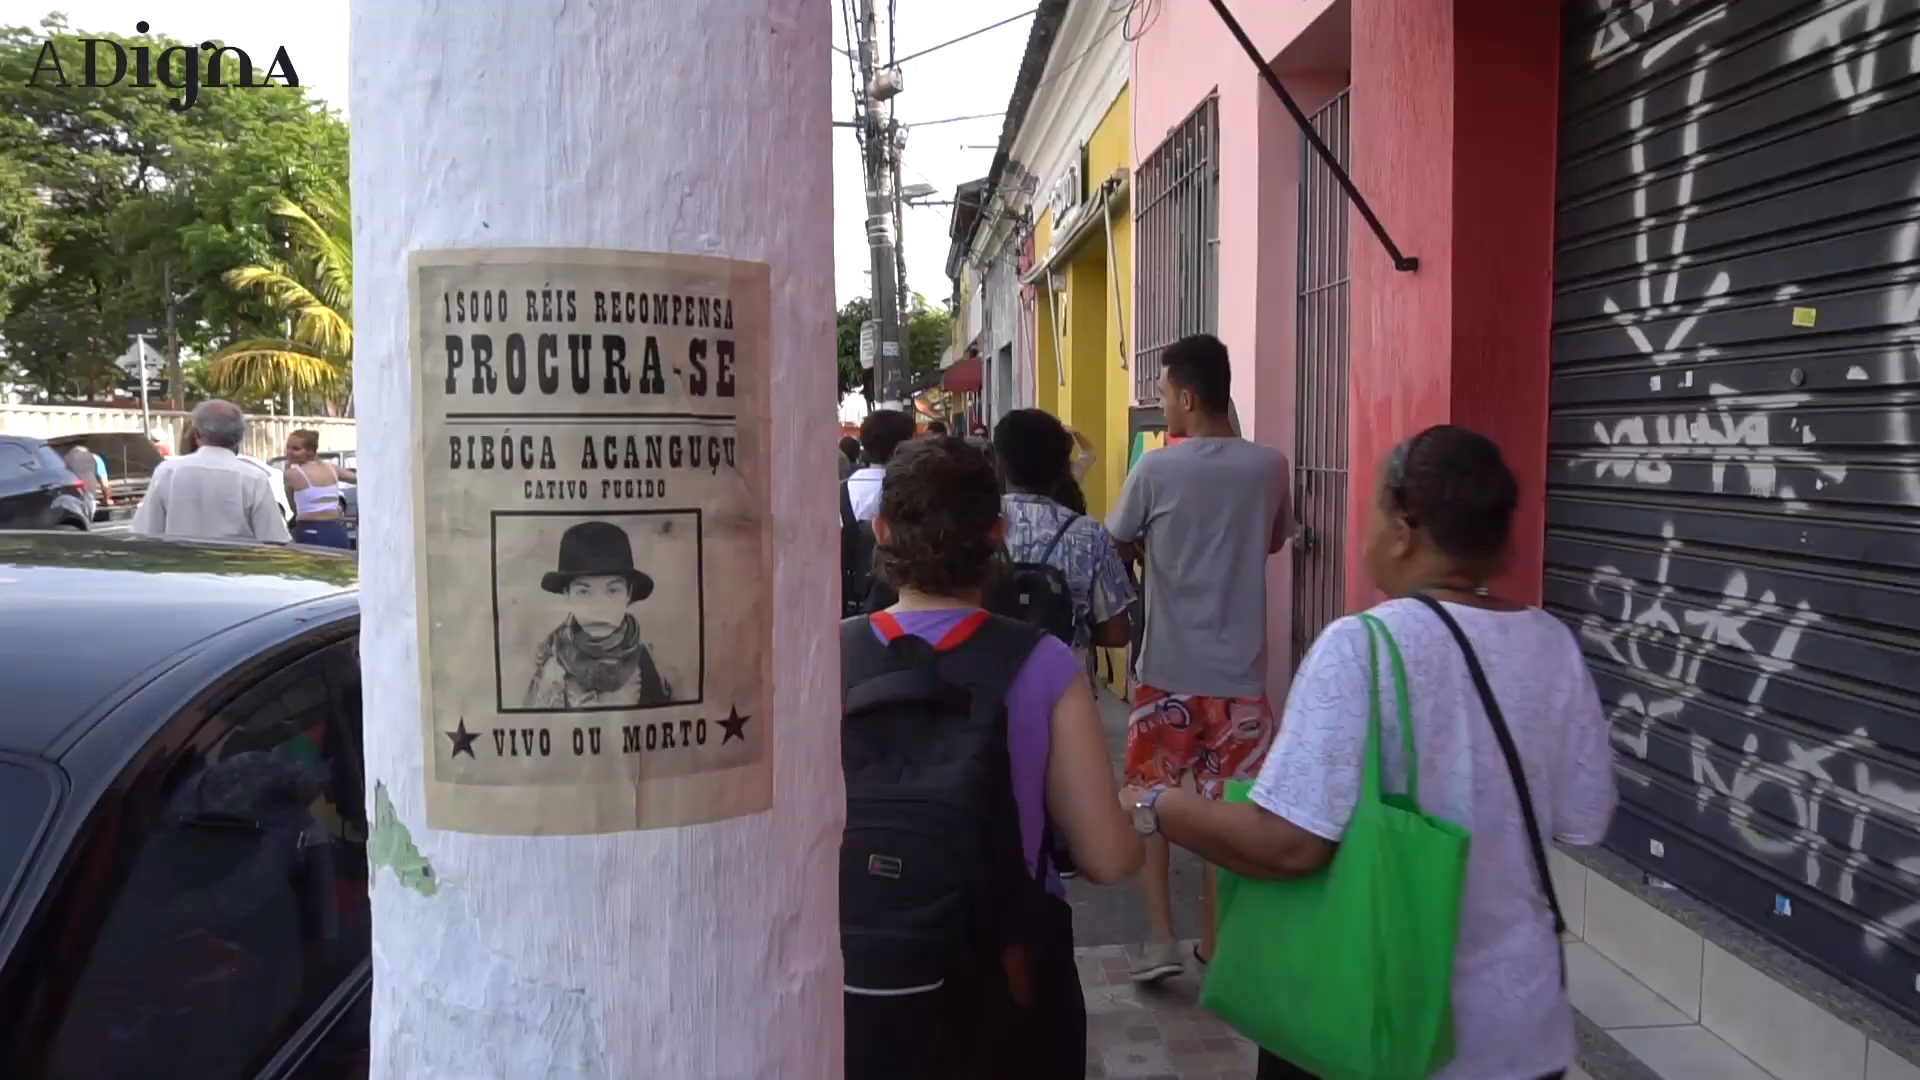 ADignA
1$000 RÉIS RECOMPENSA
PROCURA-SE
BIBÓCA ACANGUÇU
CATIVO FUGIDO
VIVO OU MORTO